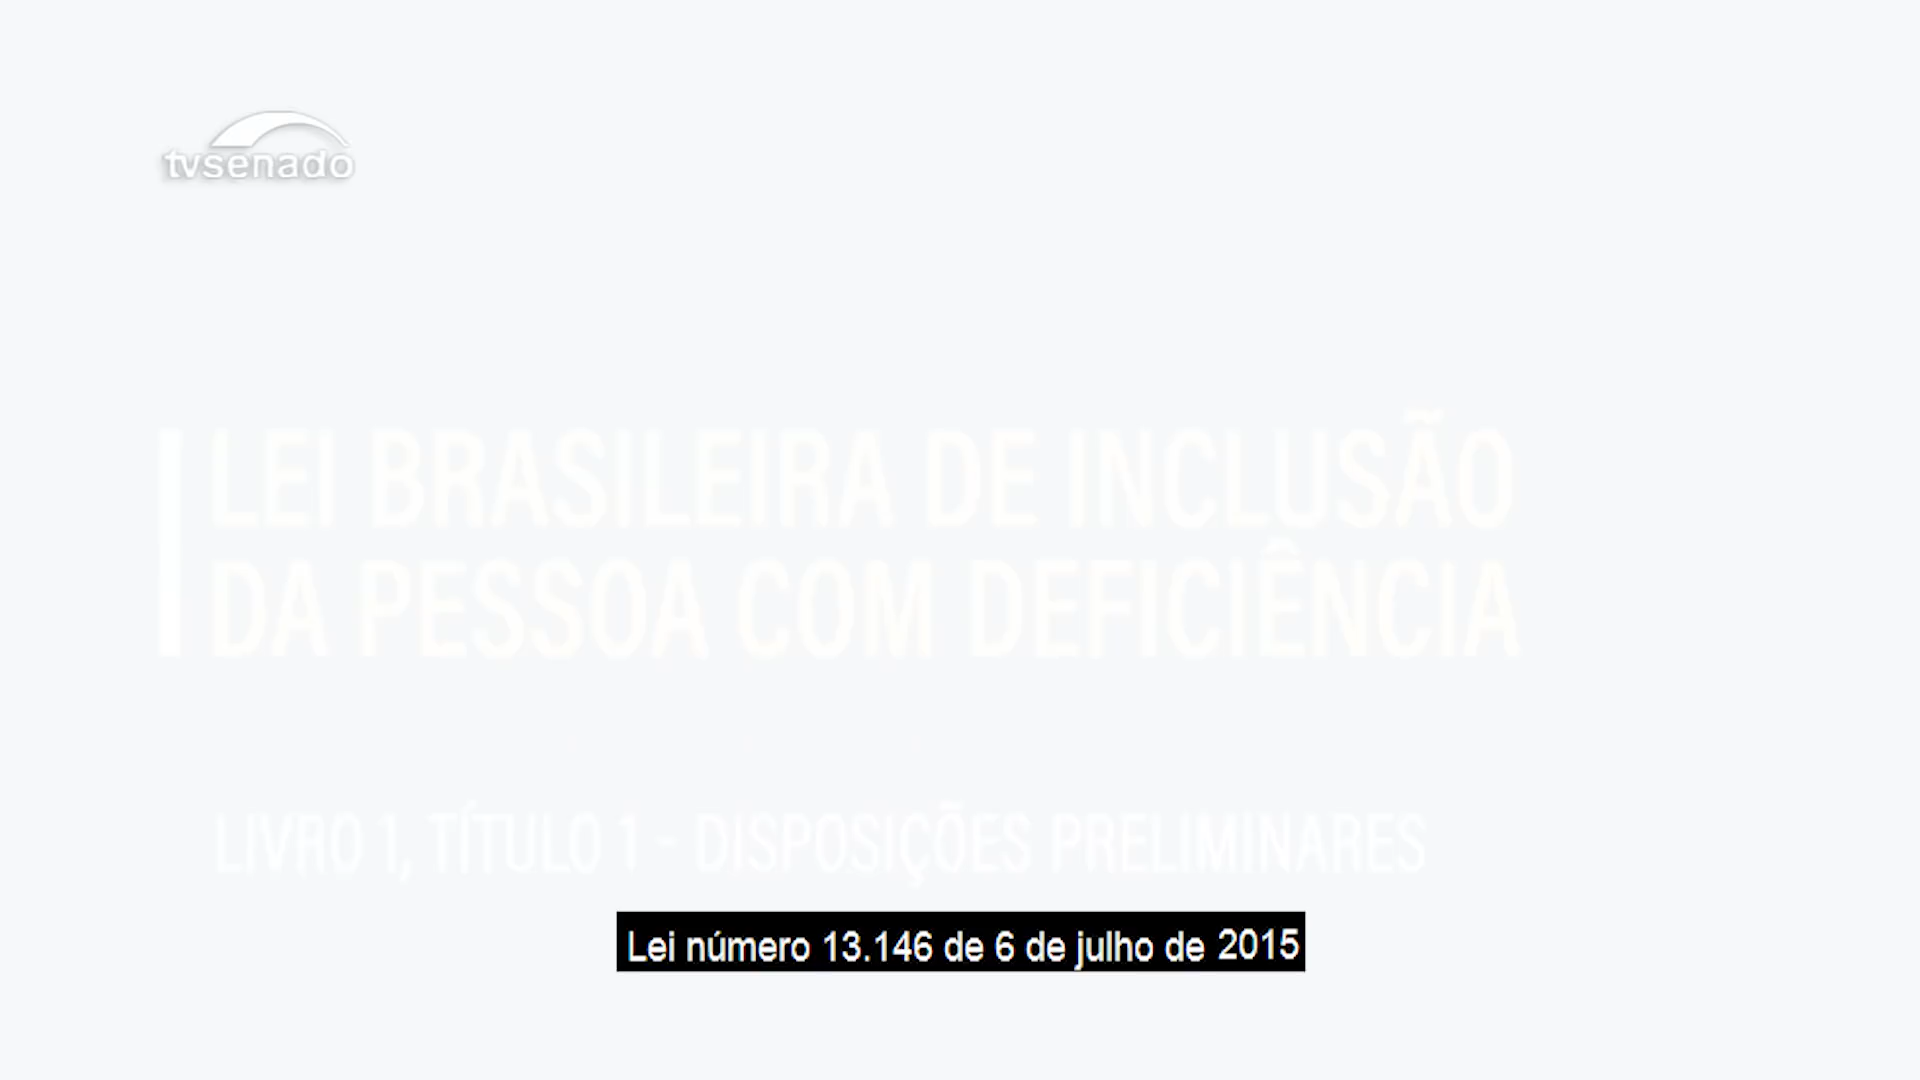 tvsenado
LEI BRASILEIRA DE INCLUSÃO
DA PESSOA COM DEFICIÊNCIA
LIVRO 1, TÍTULO 1 - DISPOSIÇÕES PRELIMINARES
Lei número 13.146 de 6 de julho de 2015